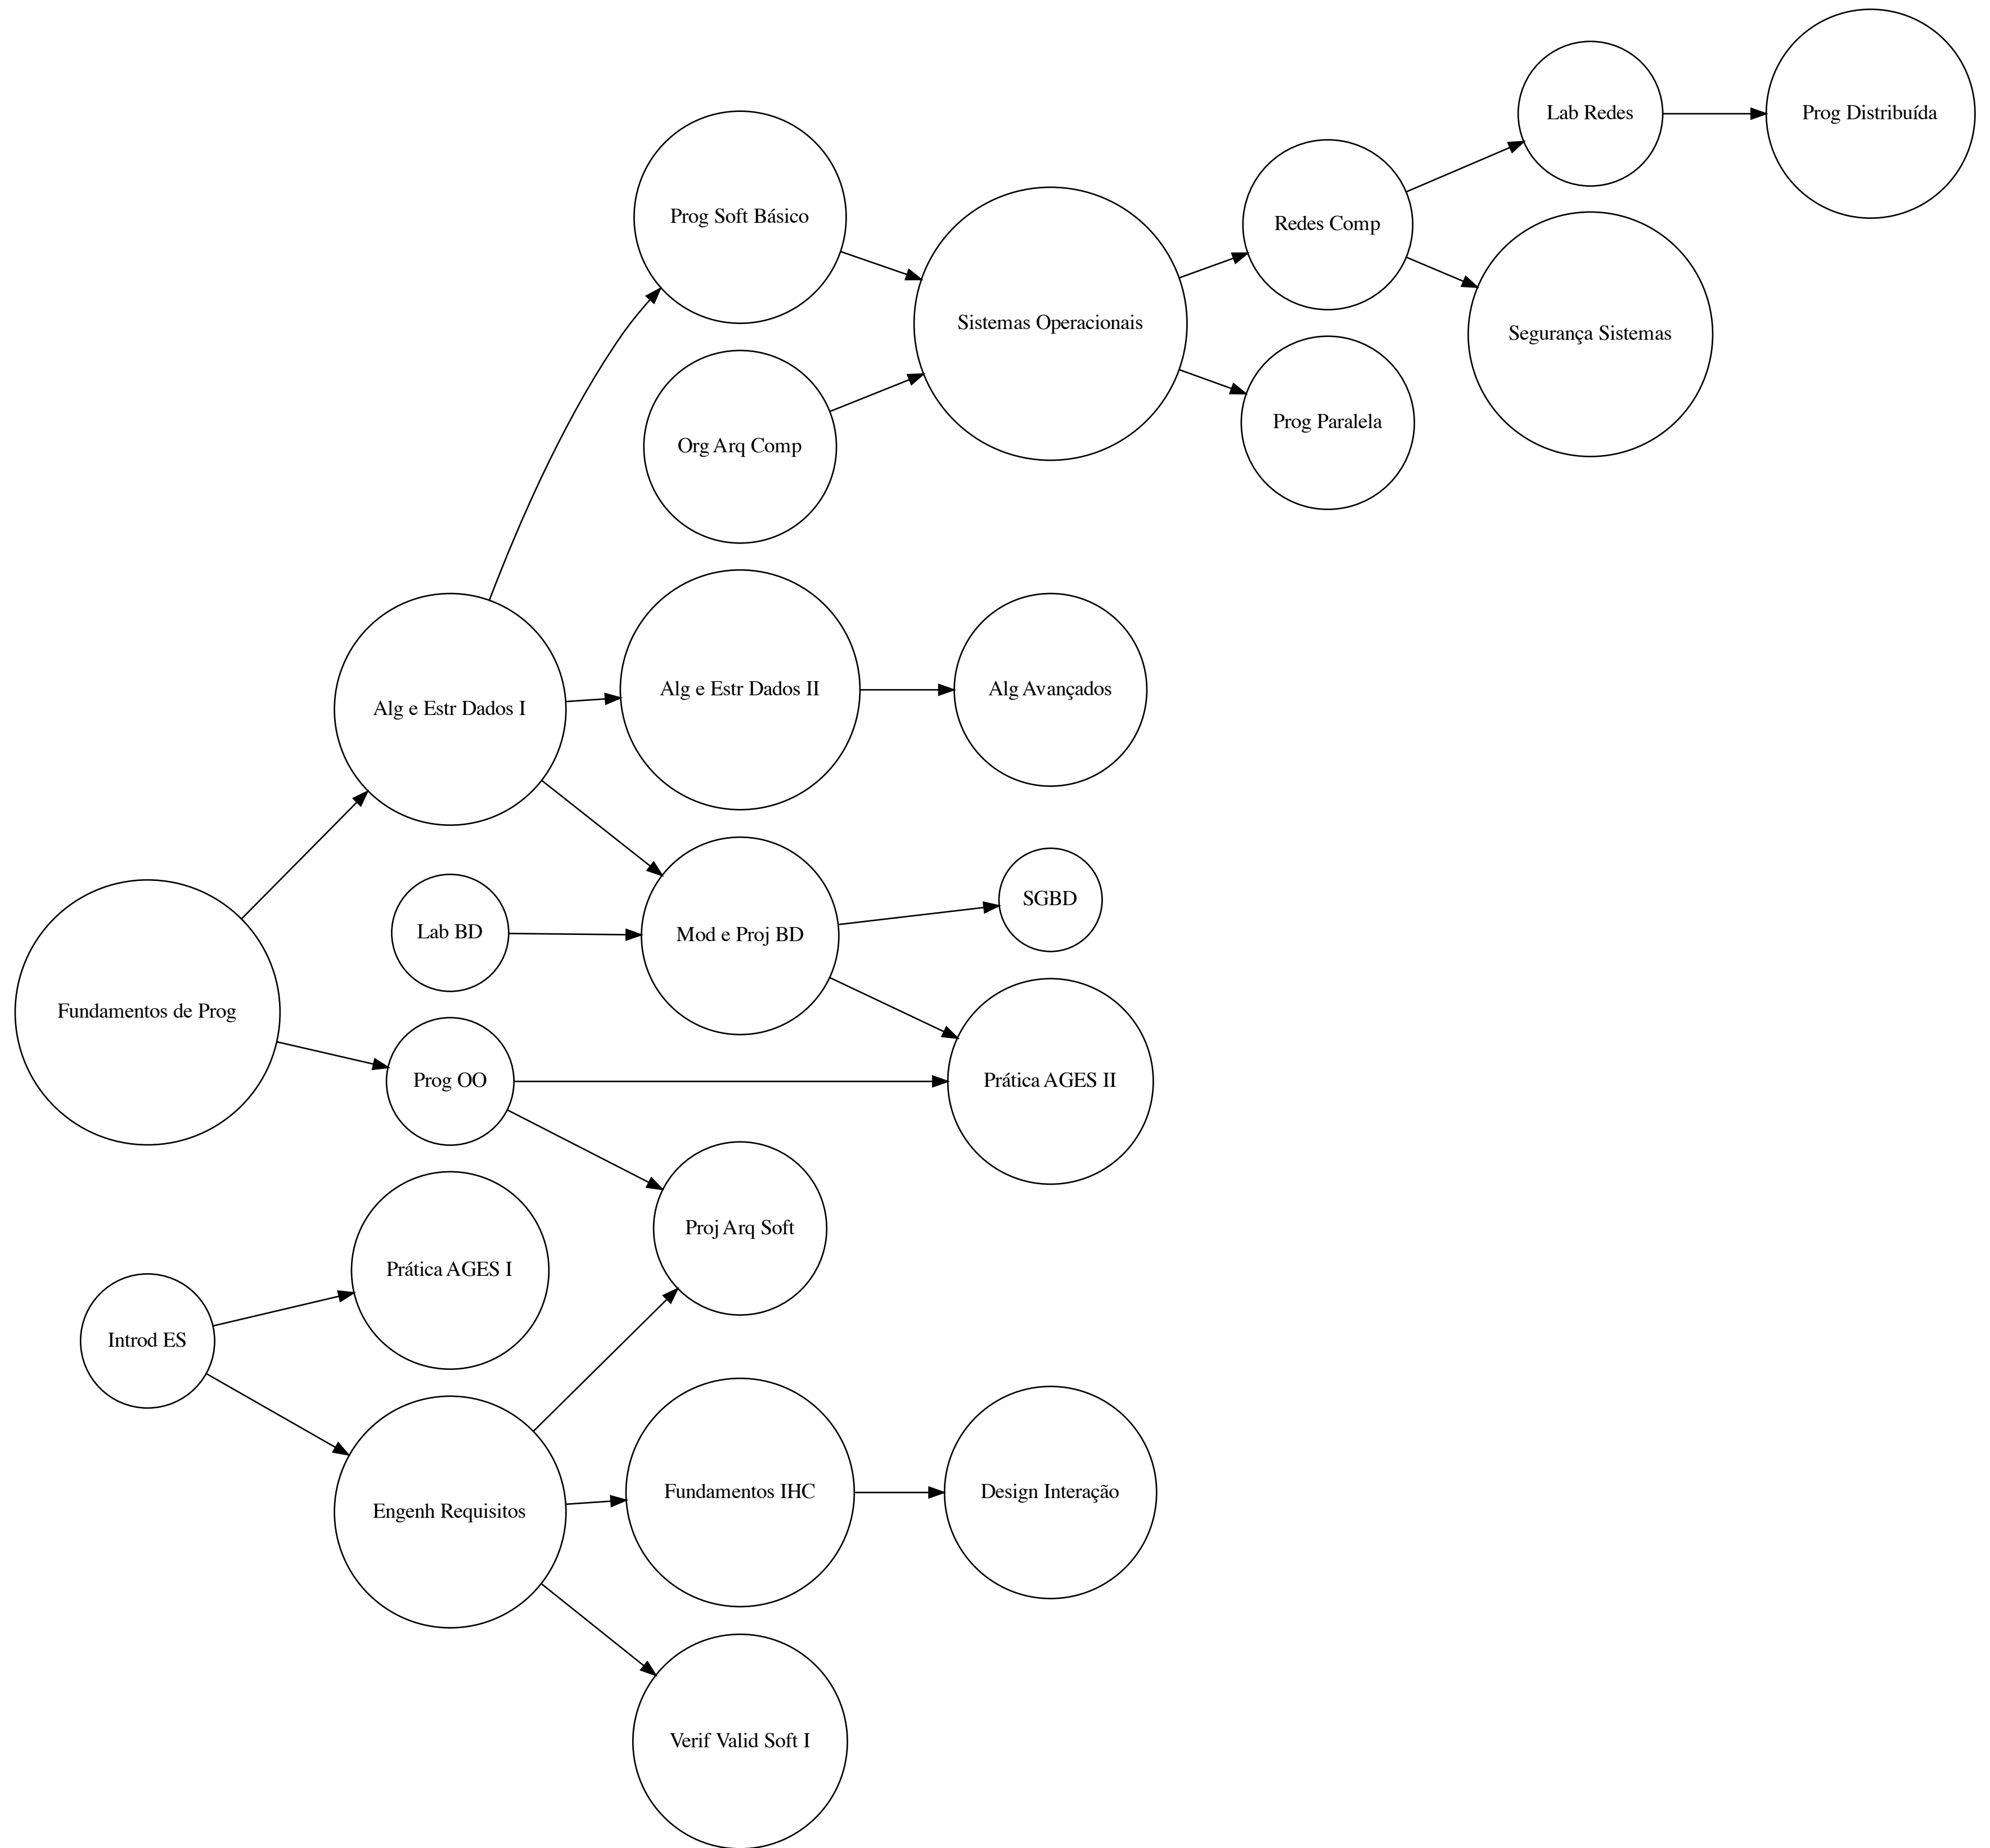 Lab Redes
Prog Distribuída
Prog Soft Básico
Redes Comp
Sistemas Operacionais
Segurança Sistemas
Prog Paralela
Org Arq Comp
Alg e Estr Dados I
Alg e Estr Dados II
Alg Avançados
Lab BD
Mod e Proj BD
SGBD
Fundamentos de Prog
Prog OO
Prática AGES II
Proj Arq Soft
Prática AGES I
Introd ES
Engenh Requisitos
Fundamentos IHC
Design Interação
Verif Valid Soft I